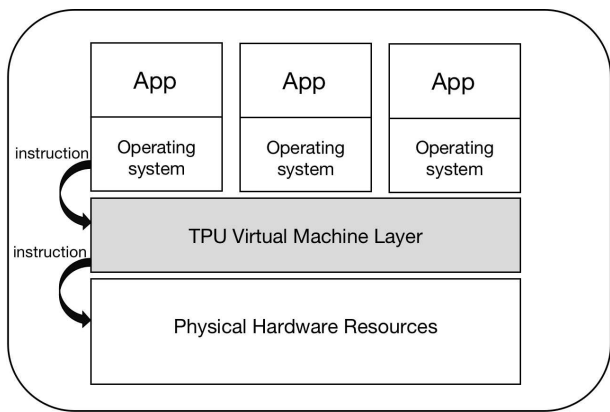 App
App
App
instruction
Operating
system
Operating
system
Operating
system
TPU Virtual Machine Layer
instruction
Physical Hardware Resources